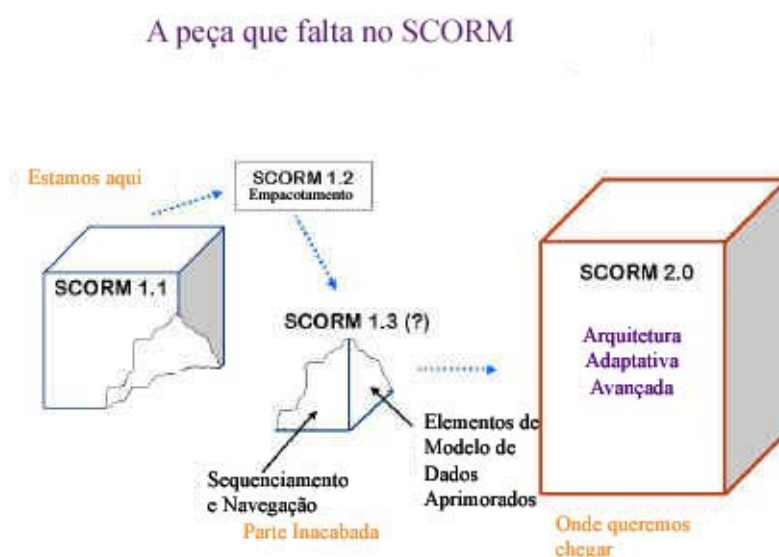 A peça que falta no SCORM
Estamos aqui
SCORM 1.2
Empacotamento
SCORM 1.1
SCORM 1.3 (?)
Sequenciamento
e Navegação
Parte Inacabada
Elementos de
Modelo de
Dados
Aprimorados
SCORM 2.0
Arquitetura
Adaptativa
Avançada
Onde queremos
chegar